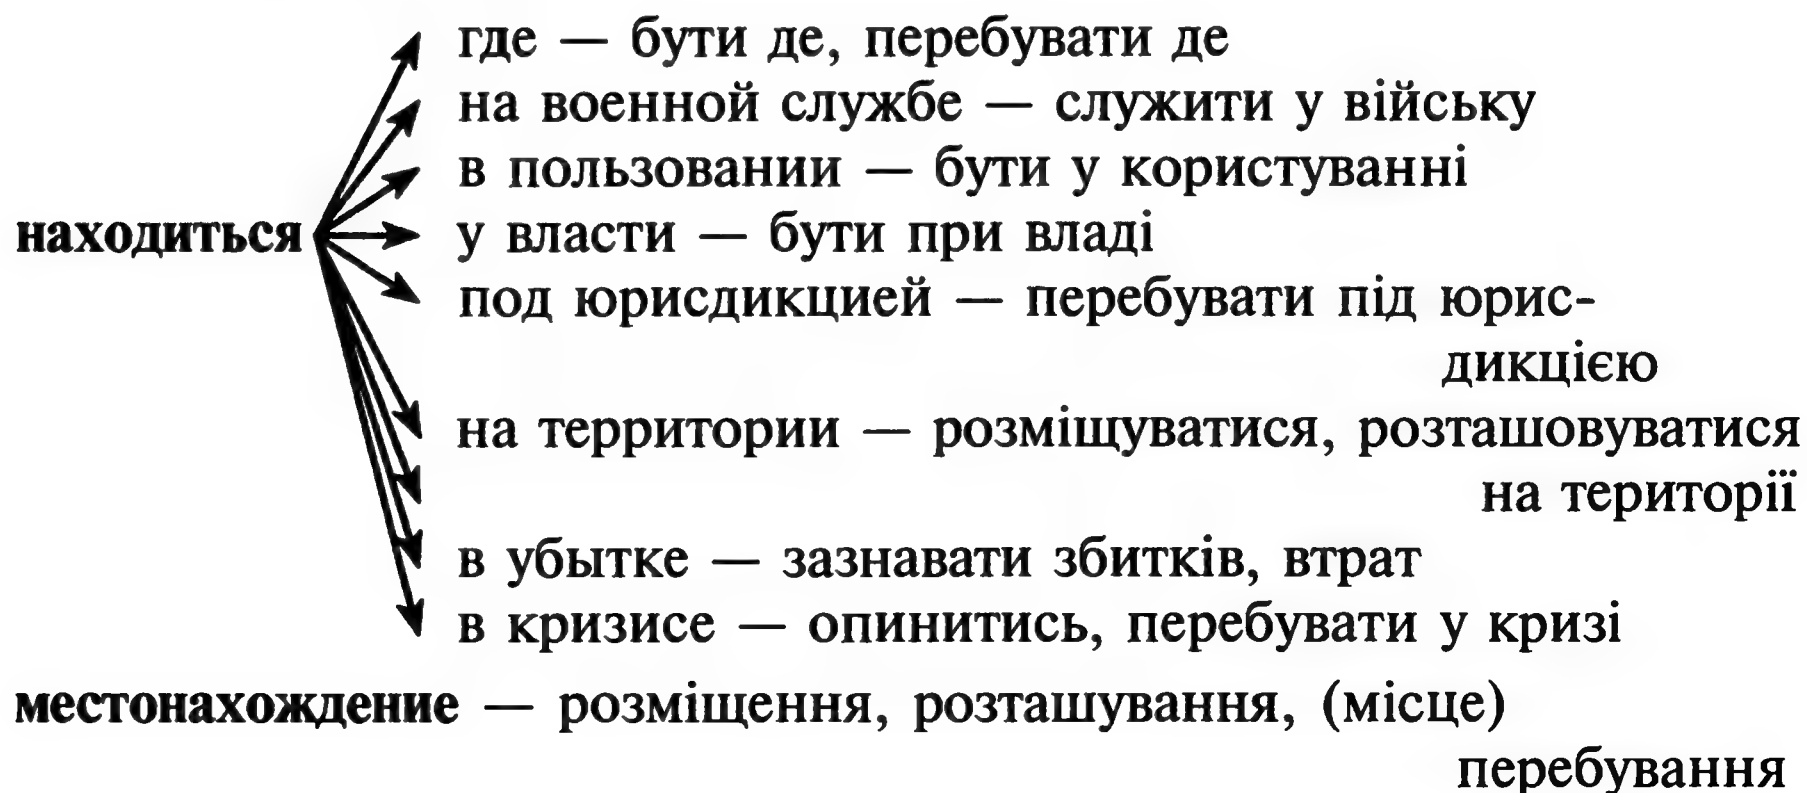 где — бути де, перебувати де
на военной службе — служити у війську
в пользовании — бути у користуванні
находиться
у власти — бути при владі
под юрисдикцией — перебувати під юрис-
дикцією
на территории — розміщуватися, розташовуватися
на території
в убытке — зазнавати збитків, втрат
в кризисе — опинитись, перебувати у кризі
местонахождение — розміщення, розташування, (місце)
перебування